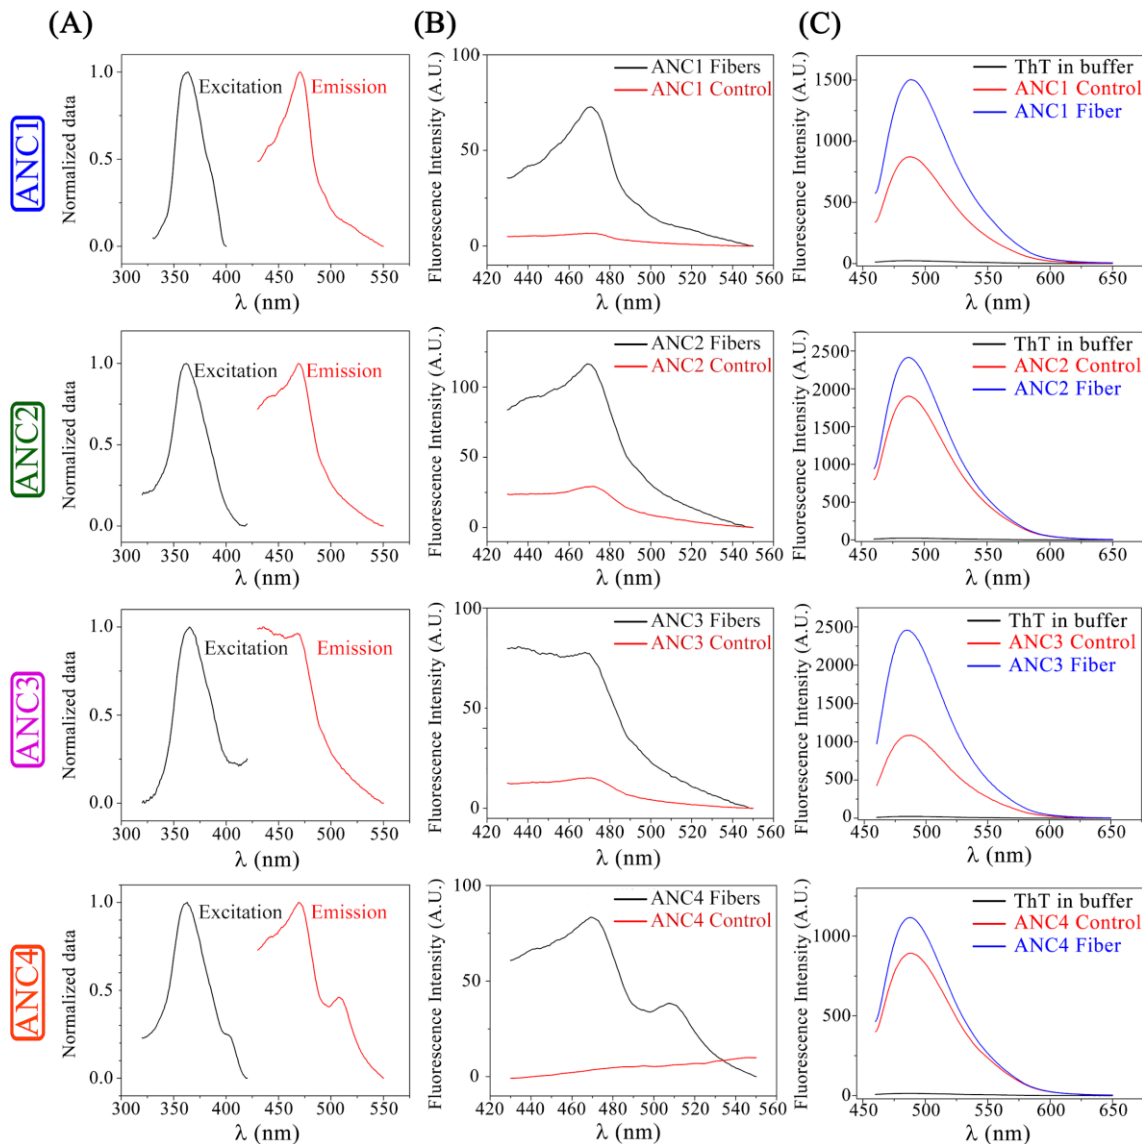 (A)
(B)
(C)
ANC1
Normalized data
1.0
0.5
0.0
Excitation
Emission
300 350 400 450 500 550
λ (nm)
Fluorescence Intensity (A.U.)
100
50
0
ANC1 Fibers
ANC1 Control
420 440 460 480 500 520 540 560
λ (nm)
Fluorescence Intensity (A.U.)
1500
1000
500
0
ThT in buffer
ANC1 Control
ANC1 Fiber
450 500 550 600 650
λ (nm)
ANC2
Normalized data
1.0
0.5
0.0
Excitation
Emission
300 350 400 450 500 550
λ (nm)
Fluorescence Intensity (A.U.)
100
50
0
ANC2 Fibers
ANC2 Control
420 440 460 480 500 520 540 560
λ (nm)
Fluorescence Intensity (A.U.)
2500
2000
1500
1000
500
0
ThT in buffer
ANC2 Control
ANC2 Fiber
450 500 550 600 650
λ (nm)
ANC3
Normalized data
1.0
0.5
0.0
Excitation
Emission
300 350 400 450 500 550
λ (nm)
Fluorescence Intensity (A.U.)
100
50
0
ANC3 Fibers
ANC3 Control
420 440 460 480 500 520 540 560
λ (nm)
Fluorescence Intensity (A.U.)
2500
2000
1500
1000
500
0
ThT in buffer
ANC3 Control
ANC3 Fiber
450 500 550 600 650
λ (nm)
ANC4
Normalized data
1.0
0.5
0.0
Excitation
Emission
300 350 400 450 500 550
λ (nm)
Fluorescence Intensity (A.U.)
100
50
0
ANC4 Fibers
ANC4 Control
420 440 460 480 500 520 540 560
λ (nm)
Fluorescence Intensity (A.U.)
1000
500
0
ThT in buffer
ANC4 Control
ANC4 Fiber
450 500 550 600 650
λ (nm)